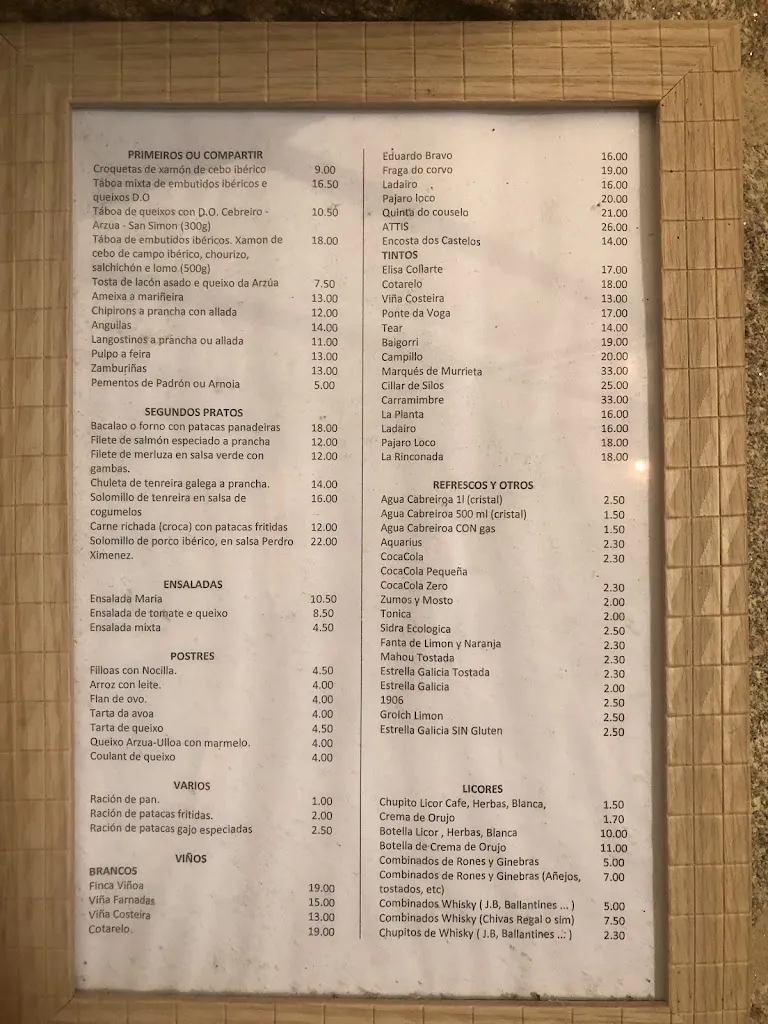 PRIMEIROS OU COMPARTIR
Croquetas de xamón de cebo ibérico 9.00
Táboa mixta de embutidos ibéricos e 16.50
queixos D.O
Táboa de queixos con D.O. Cebreiro - 10.50
Arzua - San Simon (300g)
Táboa de embutidos ibéricos. Xamon de 18.00
cebo de campo ibérico, chourizo,
salchichón e lomo (500g)
Tosta de lacón asado e queixo da Arzúa 7.50
Ameixa a mariñeira 13.00
Chipirons a prancha con allada 12.00
Anguilas 14.00
Langostinos a prancha ou allada 11.00
Pulpo a feira 13.00
Zamburiñas 13.00
Pementos de Padrón ou Arnoia 5.00
SEGUNDOS PRATOS
Bacalao o forno con patacas panadeiras 18.00
Filete de salmón especiado a prancha 12.00
Filete de merluza en salsa verde con 12.00
gambas.
Chuleta de tenreira galega a prancha. 14.00
Solomillo de tenreira en salsa de 16.00
cogumelos
Carne richada (croca) con patacas fritidas 12.00
Solomillo de porco ibérico, en salsa Perdro 22.00
Ximenez.
ENSALADAS
Ensalada Maria 10.50
Ensalada de tomate e queixo 8.50
Ensalada mixta 4.50
POSTRES
Filloas con Nocilla. 4.50
Arroz con leite. 4.00
Flan de ovo. 4.00
Tarta da avoa 4.00
Tarta de queixo 4.50
Queixo Arzua-Ulloa con marmelo. 4.00
Coulant de queixo 4.00
VARIOS
Ración de pan. 1.00
Ración de patacas fritidas. 2.00
Ración de patacas gajo especiadas 2.50
VIÑOS
BRANCOS
Finca Viñoa 19.00
Viña Farnadas 15.00
Viña Costeira 13.00
Cotarelo. 19.00
Eduardo Bravo 16.00
Fraga do corvo 19.00
Ladairo 16.00
Pajaro loco 20.00
Quinta do couselo 21.00
ATTIS 26.00
Encosta dos Castelos 14.00
TINTOS
Elisa Collarte 17.00
Cotarelo 18.00
Viña Costeira 13.00
Ponte da Voga 17.00
Tear 14.00
Baigorri 19.00
Campillo 20.00
Marqués de Murrieta 33.00
Cillar de Silos 25.00
Carramimbre 33.00
La Planta 16.00
Ladairo 16.00
Pajaro Loco 18.00
La Rinconada 18.00
REFRESCOS Y OTROS
Agua Cabreiroa 1l (cristal) 2.50
Agua Cabreiroa 500 ml (cristal) 1.50
Agua Cabreiroa CON gas 1.50
Aquarius 2.30
CocaCola 2.30
CocaCola Pequeña
CocaCola Zero 2.30
Zumos y Mosto 2.00
Tonica 2.00
Sidra Ecologica 2.50
Fanta de Limon y Naranja 2.30
Mahou Tostada 2.30
Estrella Galicia Tostada 2.30
Estrella Galicia 2.00
1906 2.50
Grolch Limon 2.50
Estrella Galicia SIN Gluten 2.50
LICORES
Chupito Licor Cafe, Herbas, Blanca, 1.50
Crema de Orujo 1.70
Botella Licor , Herbas, Blanca 10.00
Botella de Crema de Orujo 11.00
Combinados de Rones y Ginebras 5.00
Combinados de Rones y Ginebras (Añejos, 7.00
tostados, etc)
Combinados Whisky ( J.B, Ballantines ... ) 5.00
Combinados Whisky (Chivas Regal o sim) 7.50
Chupitos de Whisky ( J.B, Ballantines ... ) 2.30